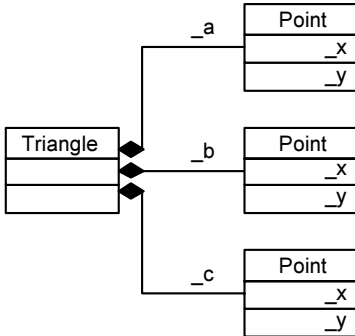 _a
Point
_x
_y
Triangle
_b
Point
_x
_y
_c
Point
_x
_y